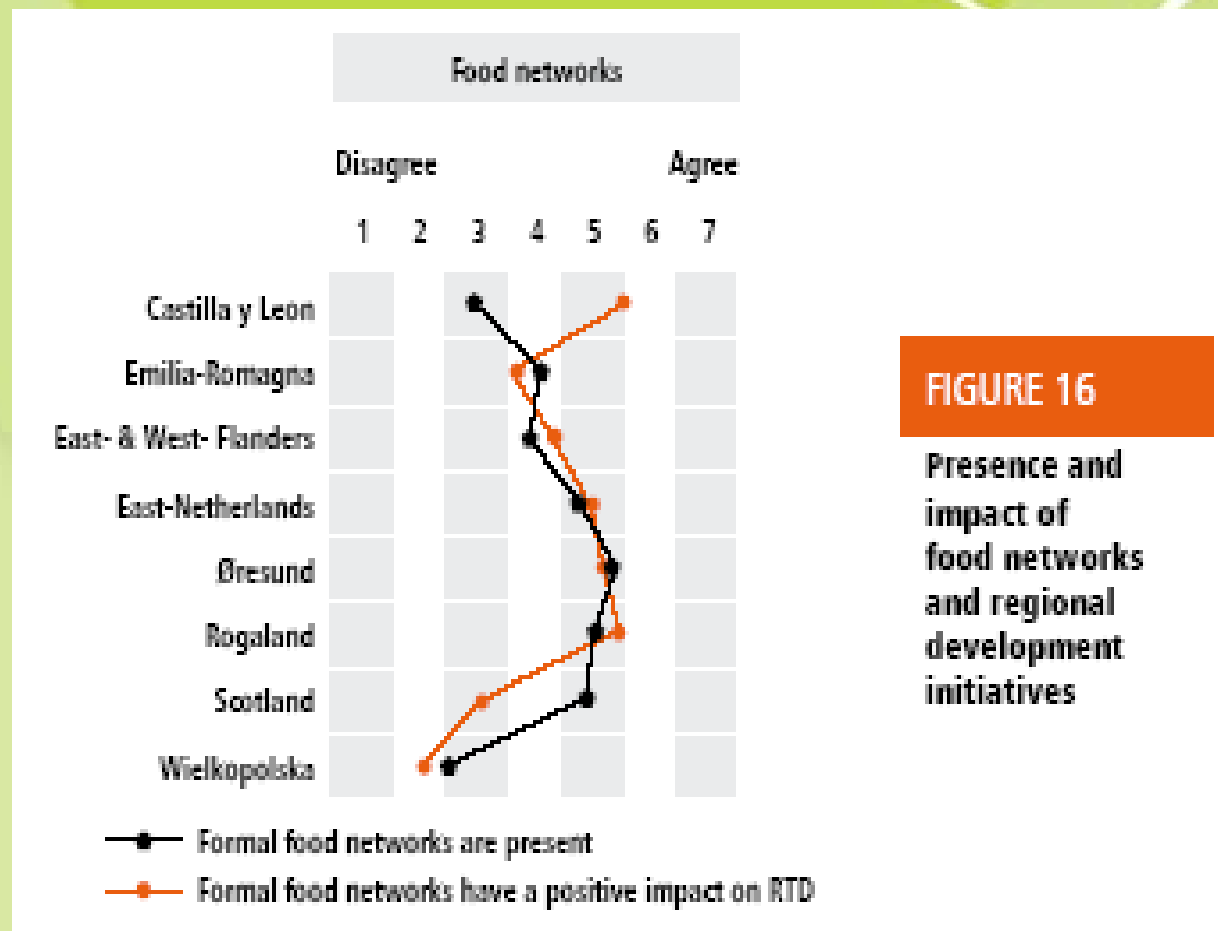 Food networks
Disagree Agree
1 2 3 4 5 6 7
Castilla y Leon
Emilia-Romagna
East- & West- Flanders
East-Netherlands
Øresund
Rogaland
Scotland
Wielkopolska
Formal food networks are present
Formal food networks have a positive impact on RTD
FIGURE 16
Presence and
impact of
food networks
and regional
development
initiatives